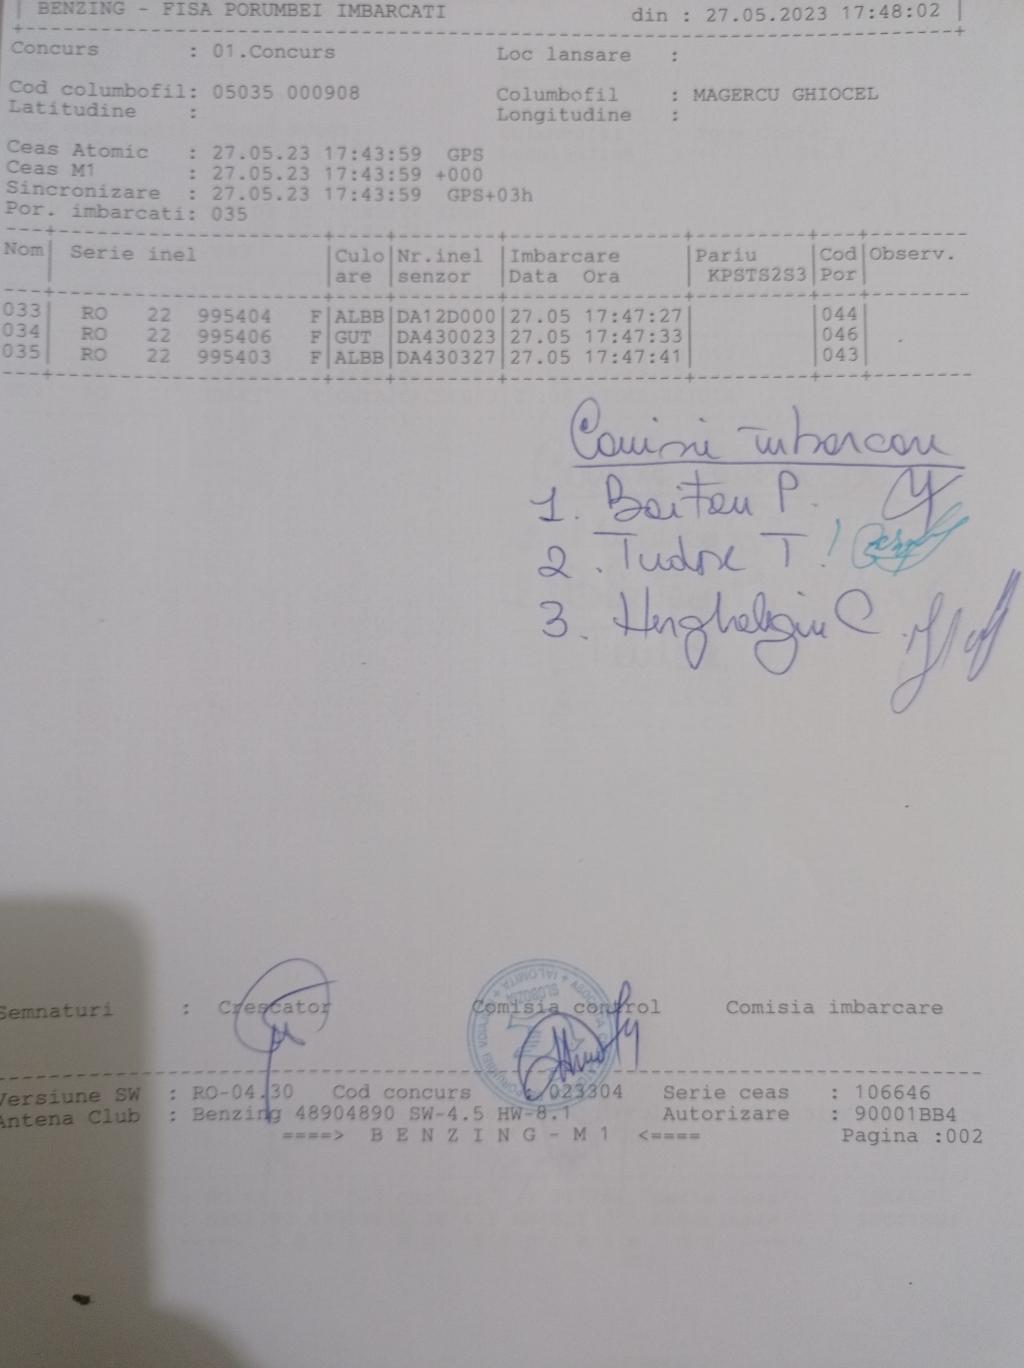 BENZING - FISA PORUMBEI IMBARCATI din : 27.05.2023 17:48:02
Concurs : 01.Concurs Loc lansare :
Cod columbofil: 05035 000908 Columbofil : MAGERCU GHIOCEL
Latitudine : Longitudine :
Ceas Atomic : 27.05.23 17:43:59 GPS
Ceas M1 : 27.05.23 17:43:59 +000
Sincronizare : 27.05.23 17:43:59 GPS+03h
Por. imbarcati: 035
Nom| Serie inel |Culo|Nr.inel |Imbarcare |Pariu |Cod|Observ.
|are |senzor |Data Ora | KPSTS2S3|Por|
033| RO 22 995404 F|ALBB|DA12D000|27.05 17:47:27| |044|
034| RO 22 995406 F|GUT |DA430023|27.05 17:47:33| |046|
035| RO 22 995403 F|ALBB|DA430327|27.05 17:47:41| |043|
1. P.
2. Tudose T.
3. C
Semnaturi : Crescator Comisia control Comisia imbarcare
SLOBOZIA IALOMITA
Versiune SW : RO-04.30 Cod concurs : 023304 Serie ceas : 106646
Antena Club : Benzing 48904890 SW-4.5 HW-8.1 Autorizare : 90001BB4
====> B E N Z I N G - M 1 <==== Pagina :002